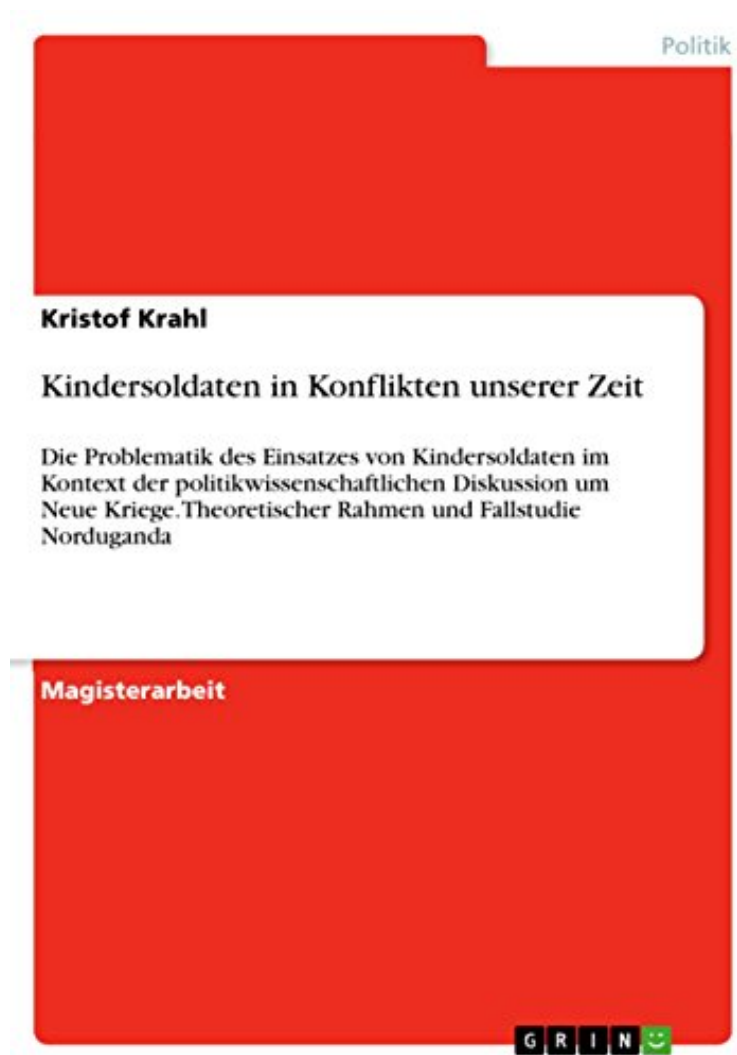 Politik
Kristof Krahl
Kindersoldaten in Konflikten unserer Zeit
Die Problematik des Einsatzes von Kindersoldaten im
Kontext der politikwissenschaftlichen Diskussion um
Neue Kriege.Theoretischer Rahmen und Fallstudie
Norduganda
Magisterarbeit
GRIN